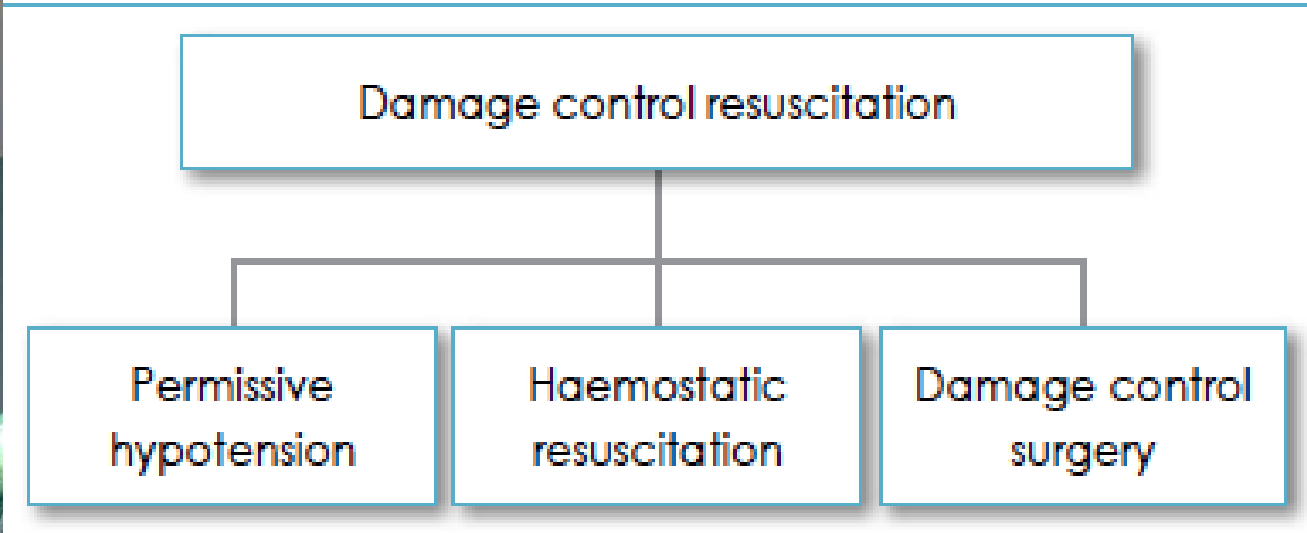 Damage control resuscitation
Permissive
hypotension
Haemostatic
resuscitation
Damage control
surgery